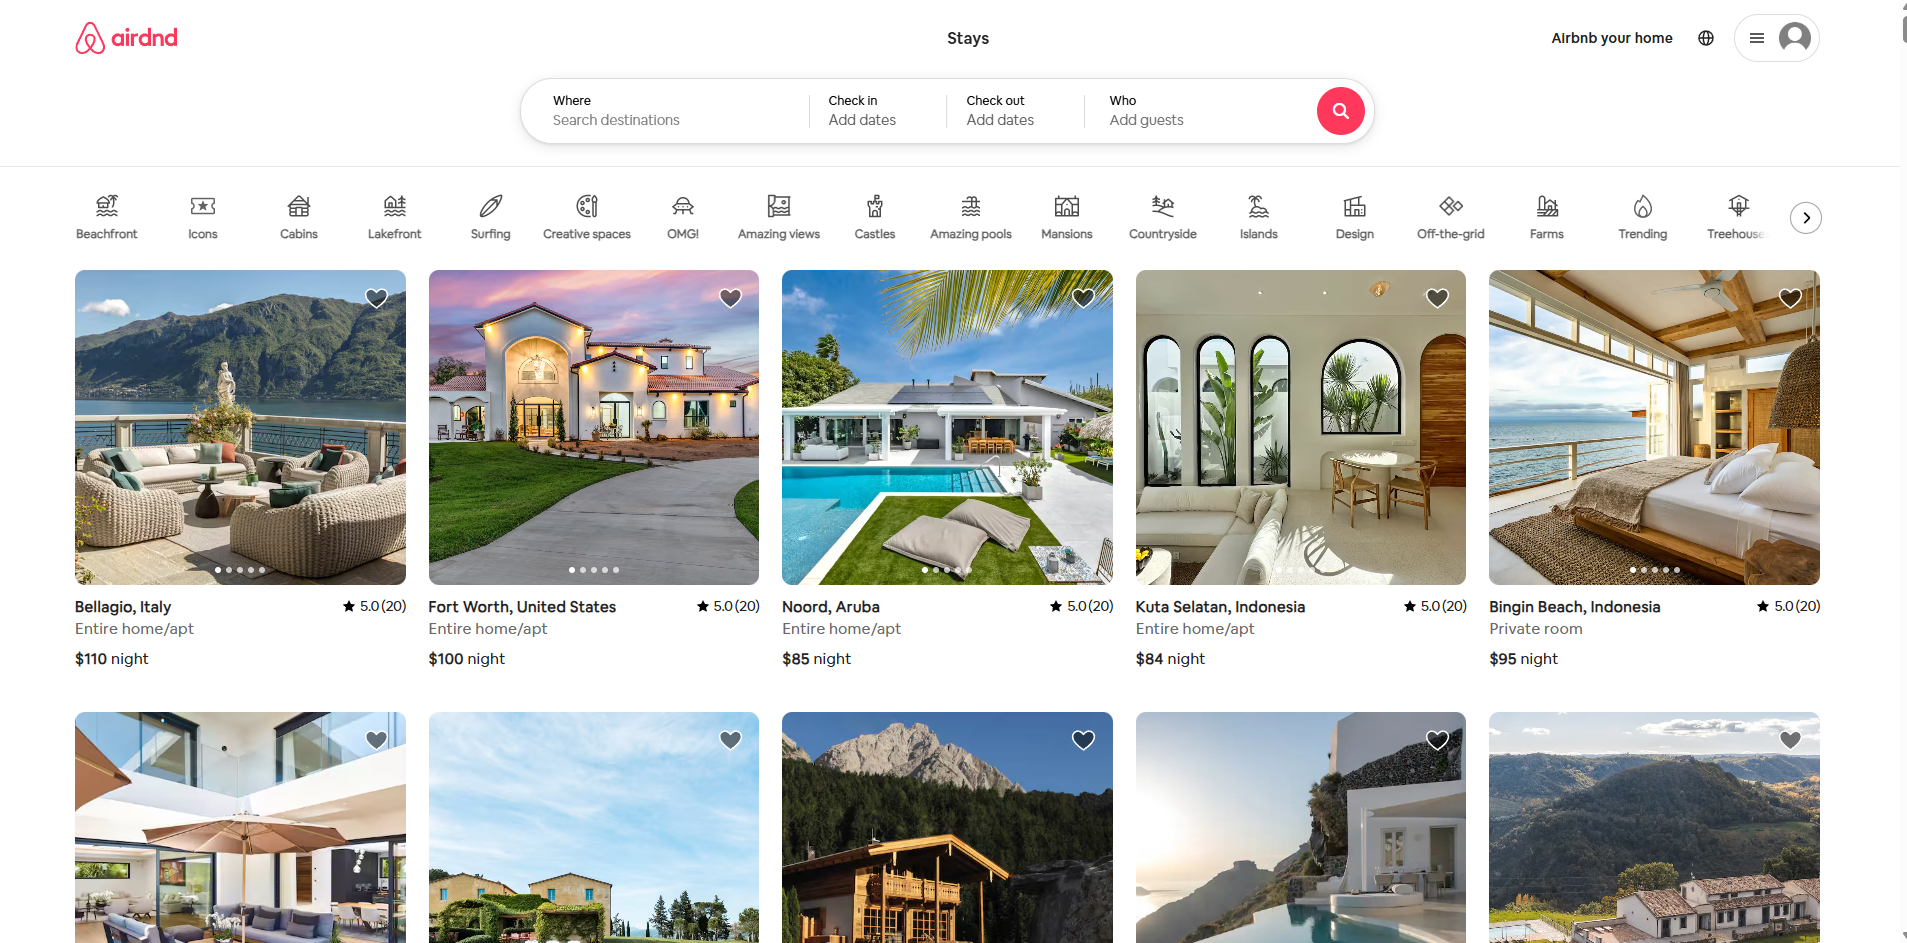 airdnd
Stays
Airbnb your home
Where
Search destinations
Check in
Add dates
Check out
Add dates
Who
Add guests
Beachfront
Icons
Cabins
Lakefront
Surfing
Creative spaces
OMG!
Amazing views
Castles
Amazing pools
Mansions
Countryside
Islands
Design
Off-the-grid
Farms
Trending
Treehouse
Bellagio, Italy
5.0 (20)
Entire home/apt
$110 night
Fort Worth, United States
5.0 (20)
Entire home/apt
$100 night
Noord, Aruba
5.0 (20)
Entire home/apt
$85 night
Kuta Selatan, Indonesia
5.0 (20)
Entire home/apt
$84 night
Bingin Beach, Indonesia
5.0 (20)
Private room
$95 night